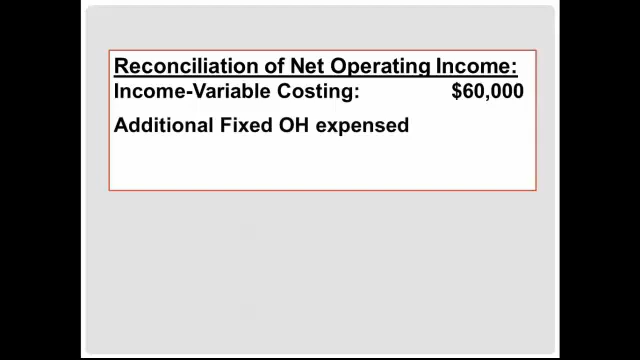 Reconciliation of Net Operating Income:
Income-Variable Costing: $60,000
Additional Fixed OH expensed